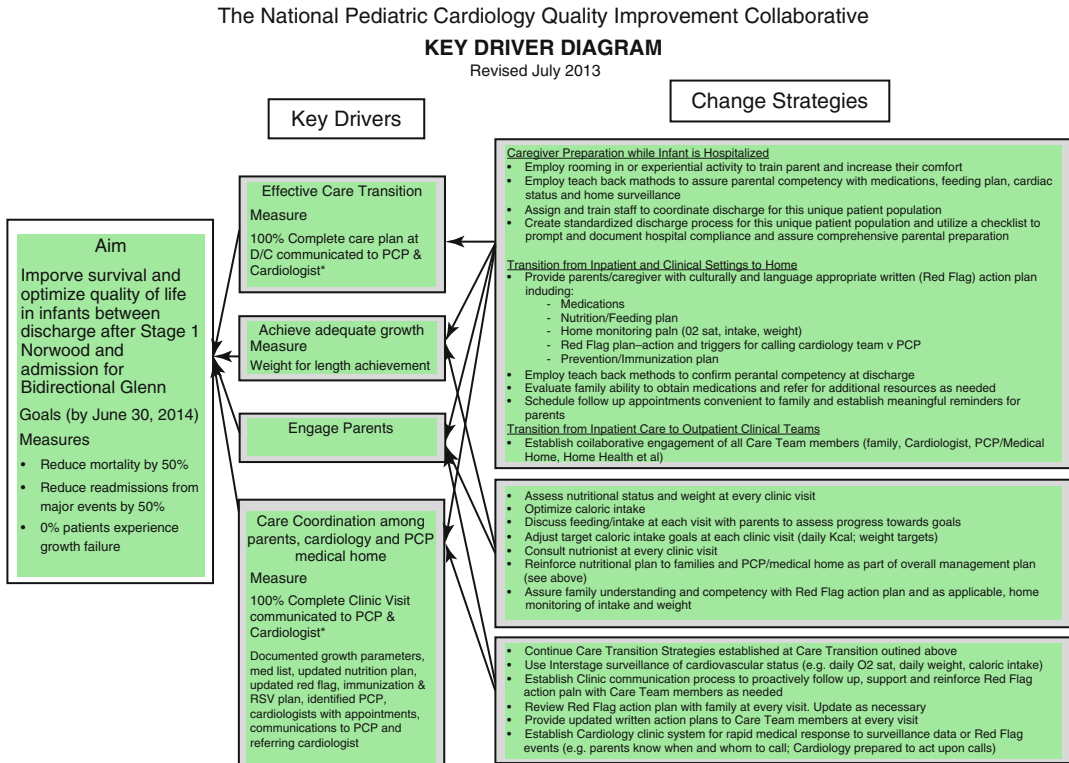 The National Pediatric Cardiology Quality Improvement Collaborative
KEY DRIVER DIAGRAM
Revised July 2013
Key Drivers
Change Strategies
Aim
Imporve survival and
optimize quality of life
in infants between
discharge after Stage 1
Norwood and
admission for
Bidirectional Glenn
Goals (by June 30, 2014)
Measures
• Reduce mortality by 50%
• Reduce readmissions from
major events by 50%
• 0% patients experience
growth failure
Effective Care Transition
Measure
100% Complete care plan at
D/C communicated to PCP &
Cardiologist*
Achieve adequate growth
Measure
Weight for length achievement
Engage Parents
Care Coordination among
parents, cardiology and PCP
medical home
Measure
100% Complete Clinic Visit
communicated to PCP &
Cardiologist*
Documented growth parameters,
med list, updated nutrition plan,
updated red flag, immunization &
RSV plan, identified PCP,
cardiologists with appointments,
communications to PCP and
referring cardiologist
Caregiver Preparation while Infant is Hospitalized
• Employ rooming in or experiential activity to train parent and increase their comfort
• Employ teach back mathods to assure parental competency with medications, feeding plan, cardiac
status and home surveillance
• Assign and train staff to coordinate discharge for this unique patient population
• Create standardized discharge process for this unique patient population and utilize a checklist to
prompt and document hospital compliance and assure comprehensive parental preparation
Transition from Inpatient and Clinical Settings to Home
• Provide parents/caregiver with culturally and language appropriate written (Red Flag) action plan
inluding:
- Medications
- Nutrition/Feeding plan
- Home monitoring paln (02 sat, intake, weight)
- Red Flag plan–action and triggers for calling cardiology team v PCP
- Prevention/Immunization plan
• Employ teach back methods to confirm perantal competency at discharge
• Evaluate family ability to obtain medications and refer for additional resources as needed
• Schedule follow up appointments convenient to family and establish meaningful reminders for
parents
Transition from Inpatient Care to Outpatient Clinical Teams
• Establish coilaborative engagement of all Care Team members (family, Cardiologist, PCP/Medical
Home, Home Health et al)
• Assess nutritional status and weight at every clinic visit
• Optimize caloric intake
• Discuss feeding/intake at each visit with parents to assess progress towards goals
• Adjust target caloric intake goals at each clinic visit (daily Kcal; weight targets)
• Consult nutrionist at every clinic visit
• Reinforce nutritional plan to families and PCP/medical home as part of overall management plan
(see above)
• Assure family understanding and competency with Red Flag action plan and as applicable, home
monitoring of intake and weight
• Continue Care Transition Strategies established at Care Transition outined above
• Use Interstage surveillance of cardiovascular status (e.g. daily O2 sat, daily weight, caloric intake)
• Establish Clinic communication process to proactively follow up, support and reinforce Red Flag
action paln with Care Team members as needed
• Review Red Flag action plan with family at every visit. Update as necessary
• Provide updated written action plans to Care Team members at every visit
• Establish Cardiology clinic system for rapid medical response to surveillance data or Red Flag
events (e.g. parents know when and whom to call; Cardiology prepared to act upon calls)